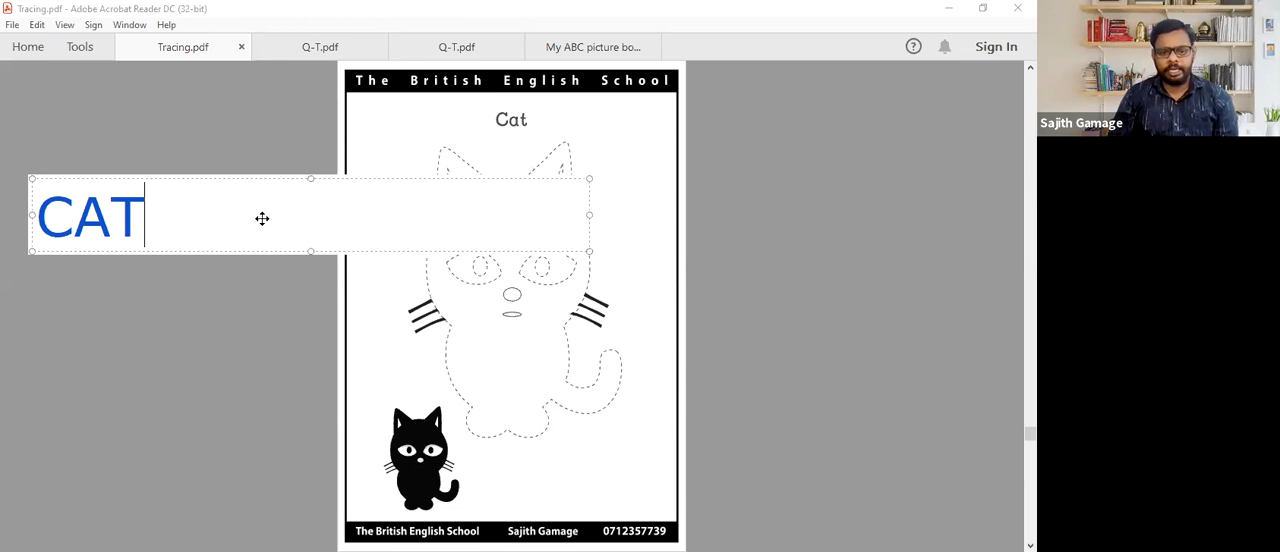 Tracing.pdf - Adobe Acrobat Reader DC (32-bit)
File Edit View Sign Window Help
Home Tools Tracing.pdf × Q-T.pdf Q-T.pdf My ABC picture bo... ? Sign In
The British English School
Cat
CAT
The British English School Sajith Gamage 0712357739
Sajith Gamage